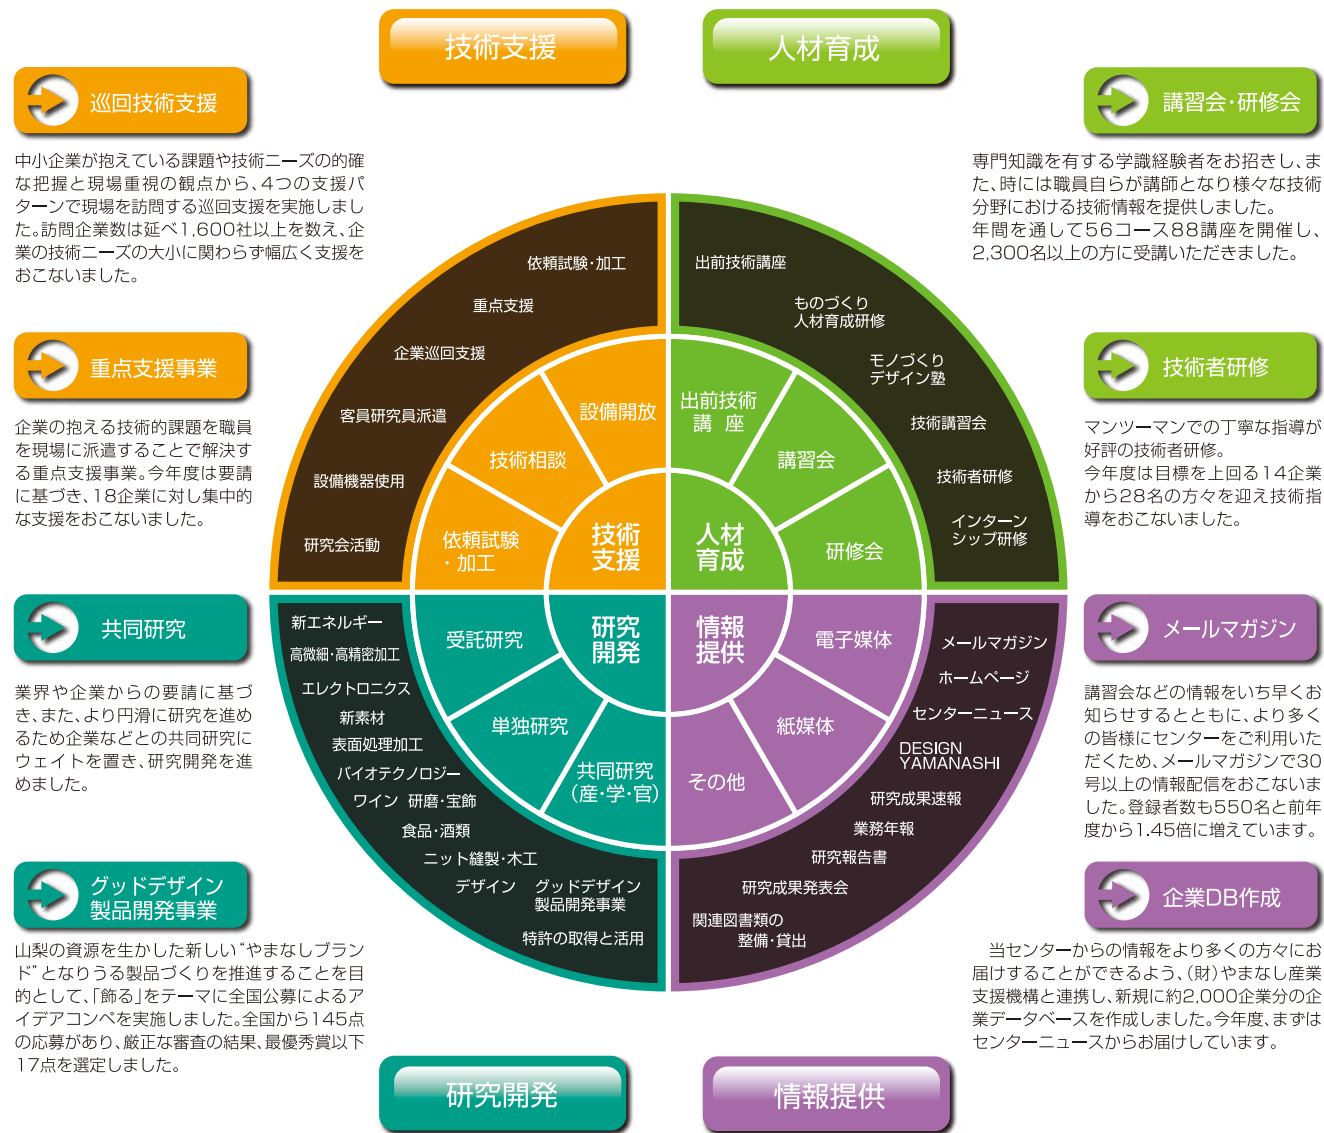 技術支援
人材育成
巡回技術支援
中小企業が抱えている課題や技術ニーズの的確
な把握と現場重視の観点から、4つの支援パ
ターンで現場を訪問する巡回支援を実施しまし
た。訪問企業数は延べ1,600社以上を数え、企
業の技術ニーズの大小に関わらず幅広く支援を
おこないました。
重点支援事業
企業の抱える技術的課題を職員
を現場に派遣することで解決す
る重点支援事業。今年度は要請
に基づき、18企業に対し集中的
な支援をおこないました。
共同研究
業界や企業からの要請に基づ
き、また、より円滑に研究を進め
るため企業などとの共同研究に
ウェイトを置き、研究開発を進
めました。
グッドデザイン
製品開発事業
山梨の資源を生かした新しい“やまなしブラン
ド”となりうる製品づくりを推進することを目
的として、「飾る」をテーマに全国公募によるア
イデアコンペを実施しました。全国から145点
の応募があり、厳正な審査の結果、最優秀賞以下
17点を選定しました。
依頼試験・加工
重点支援
企業巡回支援
客員研究員派遣
設備機器使用
研究会活動
設備開放
技術相談
依頼試験
・加工
技術
支援
出前技術講座
ものづくり
人材育成研修
モノづくり
デザイン塾
技術講習会
技術者研修
インターン
シップ研修
出前技術
講 座
講習会
研修会
人材
育成
新エネルギー
高微細・高精密加工
エレクトロニクス
新素材
表面処理加工
バイオテクノロジー
ワイン 研磨・宝飾
食品・酒類
ニット縫製・木工
デザイン グッドデザイン
製品開発事業
特許の取得と活用
受託研究
単独研究
共同研究
(産・学・官)
研究
開発
情報
提供
電子媒体
紙媒体
その他
メールマガジン
ホームページ
センターニュース
DESIGN
YAMANASHI
研究成果速報
業務年報
研究報告書
研究成果発表会
関連図書類の
整備・貸出
講習会・研修会
専門知識を有する学識経験者をお招きし、ま
た、時には職員自らが講師となり様々な技術
分野における技術情報を提供しました。
年間を通して56コース88講座を開催し、
2,300名以上の方に受講いただきました。
技術者研修
マンツーマンでの丁寧な指導が
好評の技術者研修。
今年度は目標を上回る14企業
から28名の方々を迎え技術指
導をおこないました。
メールマガジン
講習会などの情報をいち早くお
知らせするとともに、より多く
の皆様にセンターをご利用いた
だくため、メールマガジンで30
号以上の情報配信をおこないま
した。登録者数も550名と前年
度から1.45倍に増えています。
企業DB作成
当センターからの情報をより多くの方々にお
届けすることができるよう、(財)やまなし産業
支援機構と連携し、新規に約2,000企業分の企
業データベースを作成しました。今年度、まずは
センターニュースからお届けしています。
研究開発
情報提供